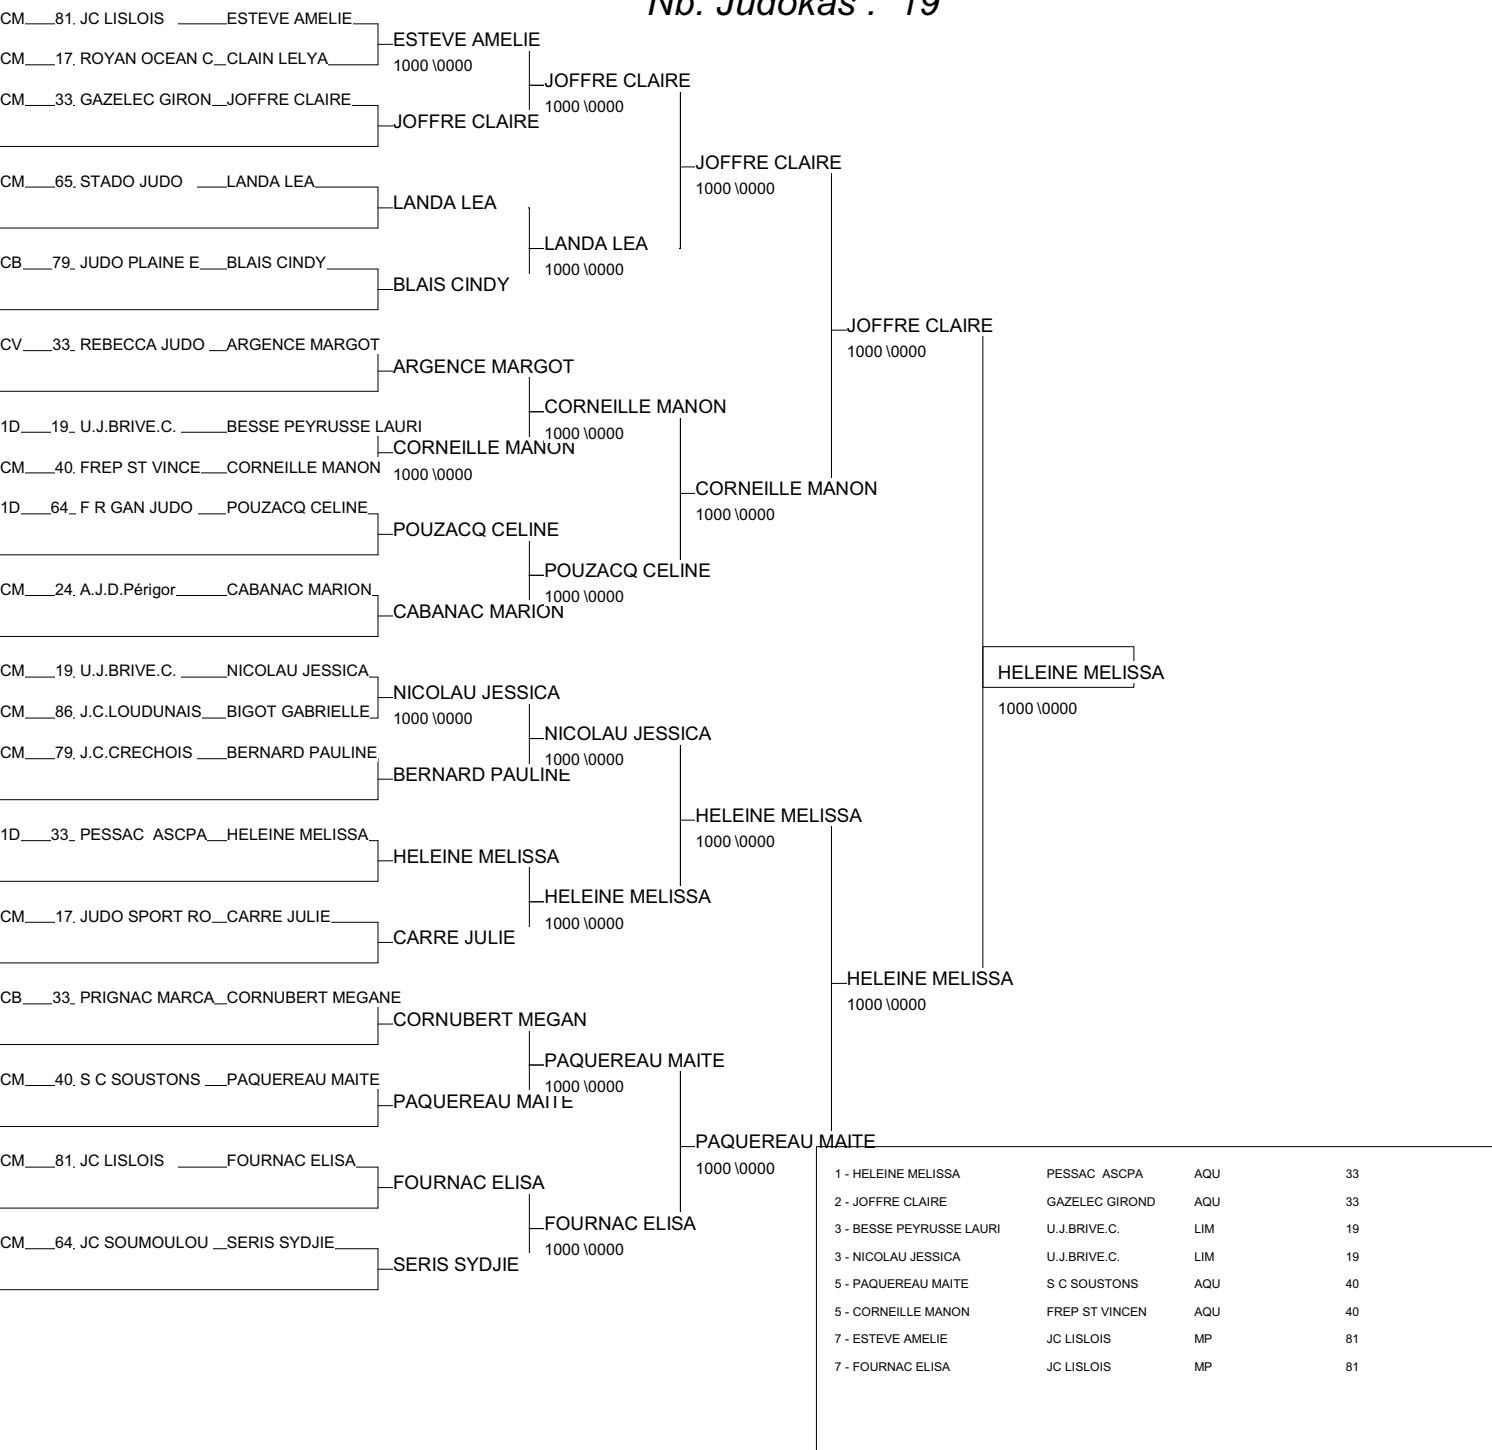 Nb. Judokas : 19
CM 81 JC LISLOIS ESTEVE AMELIE
ESTEVE AMELIE
CM 17 ROYAN OCEAN C CLAIN LELYA
1000 \0000
JOFFRE CLAIRE
CM 33 GAZELEC GIRON JOFFRE CLAIRE
1000 \0000
JOFFRE CLAIRE
JOFFRE CLAIRE
CM 65 STADO JUDO LANDA LEA
1000 \0000
LANDA LEA
LANDA LEA
CB 79 JUDO PLAINE E BLAIS CINDY
1000 \0000
BLAIS CINDY
JOFFRE CLAIRE
CV 33 REBECCA JUDO ARGENCE MARGOT
1000 \0000
ARGENCE MARGOT
CORNEILLE MANON
1D 19 U.J.BRIVE.C. BESSE PEYRUSSE LAURI
1000 \0000
CORNEILLE MANON
CM 40 FREP ST VINCE CORNEILLE MANON
1000 \0000
CORNEILLE MANON
1D 64 F R GAN JUDO POUZACQ CELINE
1000 \0000
POUZACQ CELINE
POUZACQ CELINE
CM 24 A.J.D.Périgor CABANAC MARION
1000 \0000
CABANAC MARION
CM 19 U.J.BRIVE.C. NICOLAU JESSICA
HELEINE MELISSA
NICOLAU JESSICA
1000 \0000
CM 86 J.C.LOUDUNAIS BIGOT GABRIELLE
1000 \0000
NICOLAU JESSICA
CM 79 J.C.CRECHOIS BERNARD PAULINE
1000 \0000
BERNARD PAULINE
HELEINE MELISSA
1D 33 PESSAC ASCPA HELEINE MELISSA
1000 \0000
HELEINE MELISSA
HELEINE MELISSA
CM 17 JUDO SPORT RO CARRE JULIE
1000 \0000
CARRE JULIE
HELEINE MELISSA
CB 33 PRIGNAC MARCA CORNUBERT MEGANE
1000 \0000
CORNUBERT MEGAN
PAQUEREAU MAITE
CM 40 S C SOUSTONS PAQUEREAU MAITE
1000 \0000
PAQUEREAU MAITE
PAQUEREAU MAITE
CM 81 JC LISLOIS FOURNAC ELISA
1000 \0000
FOURNAC ELISA
FOURNAC ELISA
CM 64 JC SOUMOULOU SERIS SYDJIE
1000 \0000
SERIS SYDJIE
1 - HELEINE MELISSA PESSAC ASCPA AQU 33
2 - JOFFRE CLAIRE GAZELEC GIROND AQU 33
3 - BESSE PEYRUSSE LAURI U.J.BRIVE.C. LIM 19
3 - NICOLAU JESSICA U.J.BRIVE.C. LIM 19
5 - PAQUEREAU MAITE S C SOUSTONS AQU 40
5 - CORNEILLE MANON FREP ST VINCEN AQU 40
7 - ESTEVE AMELIE JC LISLOIS MP 81
7 - FOURNAC ELISA JC LISLOIS MP 81